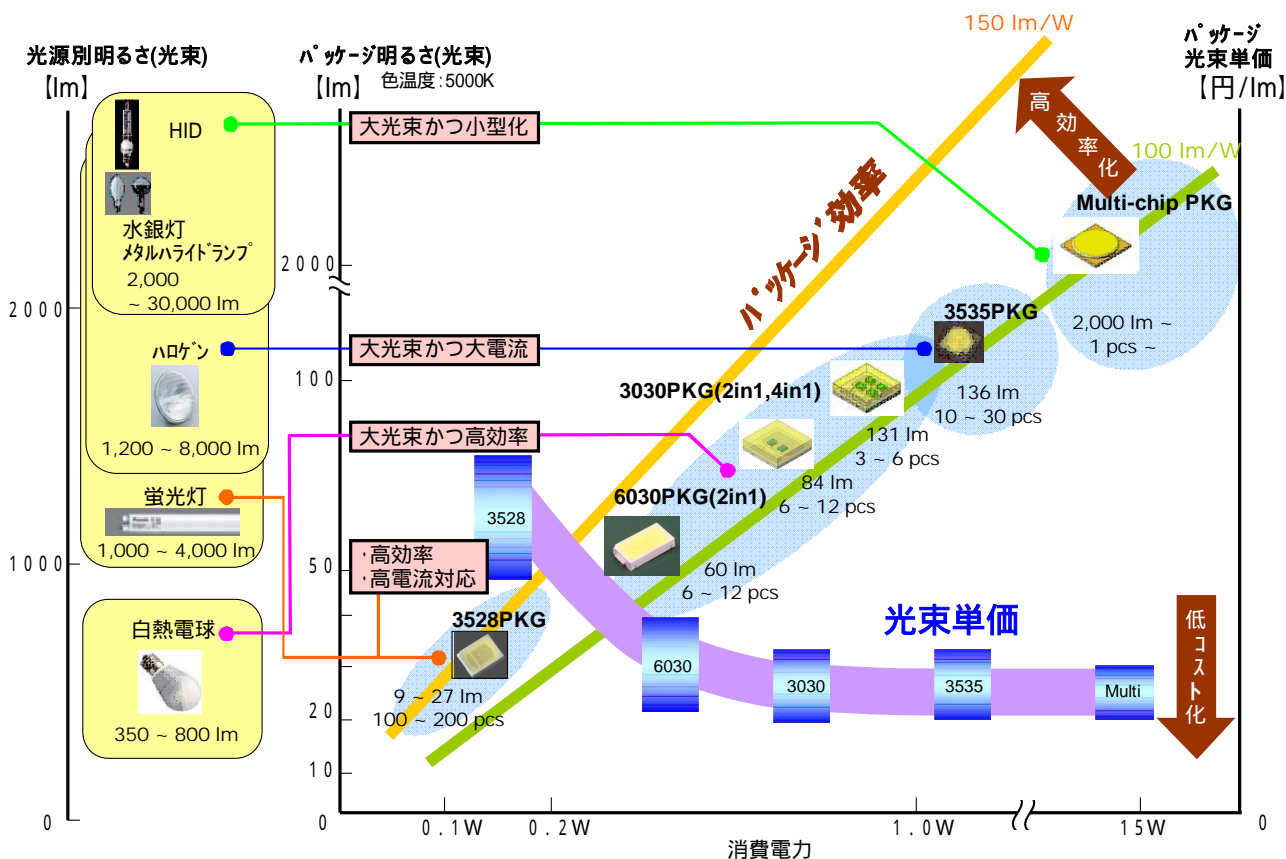 光源別明るさ(光束)
【lm】
パッケージ明るさ(光束)
【lm】 色温度:5000K
150 lm/W
パッケージ
光束単価
【円/lm】
HID
水銀灯
メタルハライドランプ
2,000
~ 30,000 lm
ハロゲン
1,200 ~ 8,000 lm
蛍光灯
1,000 ~ 4,000 lm
白熱電球
350 ~ 800 lm
2000
1000
0
大光束かつ小型化
大光束かつ大電流
大光束かつ高効率
・高効率
・高電流対応
2000
100
50
20
10
0
パッケージ効率
高効率化
100 lm/W
Multi-chip PKG
2,000 lm ~
1 pcs ~
3535PKG
136 lm
10 ~ 30 pcs
3030PKG(2in1,4in1)
131 lm
3 ~ 6 pcs
84 lm
6 ~ 12 pcs
6030PKG(2in1)
60 lm
6 ~ 12 pcs
3528PKG
9 ~ 27 lm
100 ~ 200 pcs
3528
6030
3030
3535
Multi
光束単価
低コスト化
0.1W
0.2W
1.0W
15W
0
消費電力